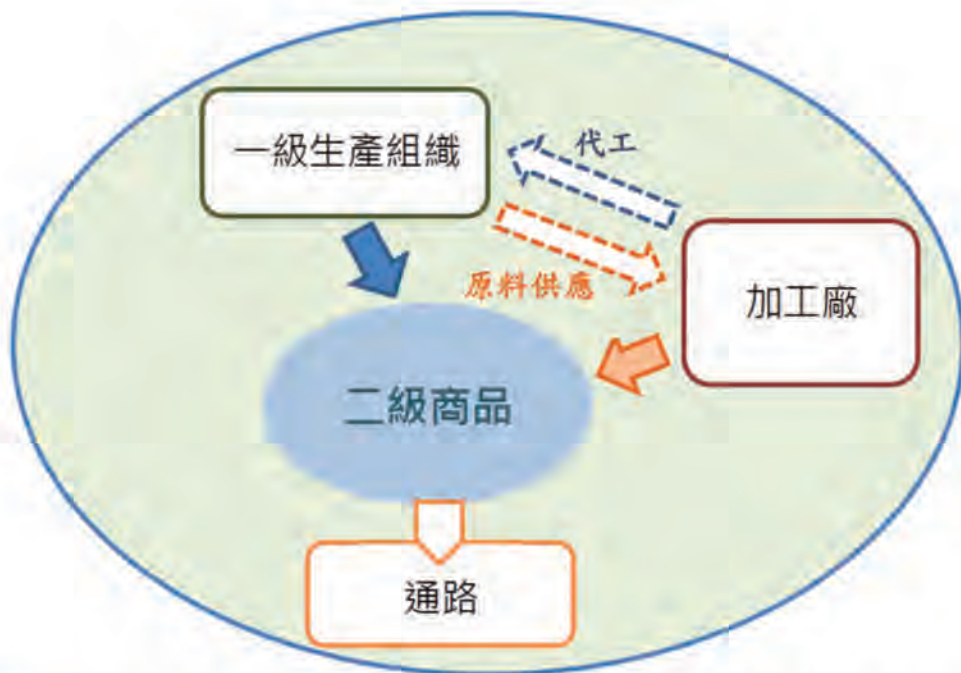 一級生產組織
代工
原料供應
加工廠
二級商品
通路